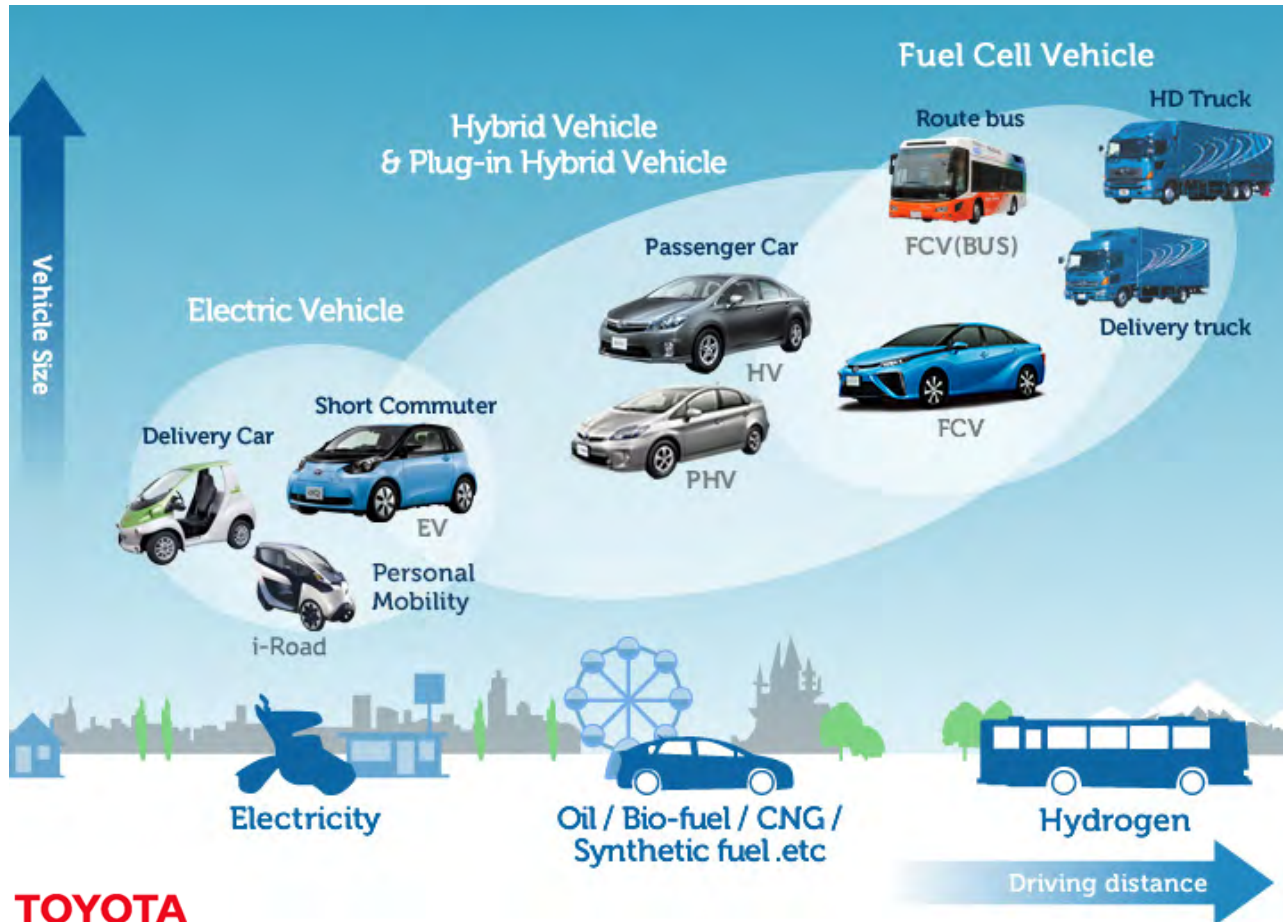 Fuel Cell Vehicle
HD Truck
Route bus
Hybrid Vehicle
& Plug-in Hybrid Vehicle
FCV(BUS)
Passenger Car
Vehicle Size
Electric Vehicle
Delivery truck
HV
Short Commuter
FCV
Delivery Car
PHV
EV
Personal
Mobility
i-Road
Electricity
Oil / Bio-fuel / CNG /
Synthetic fuel .etc
Hydrogen
Driving distance
TOYOTA